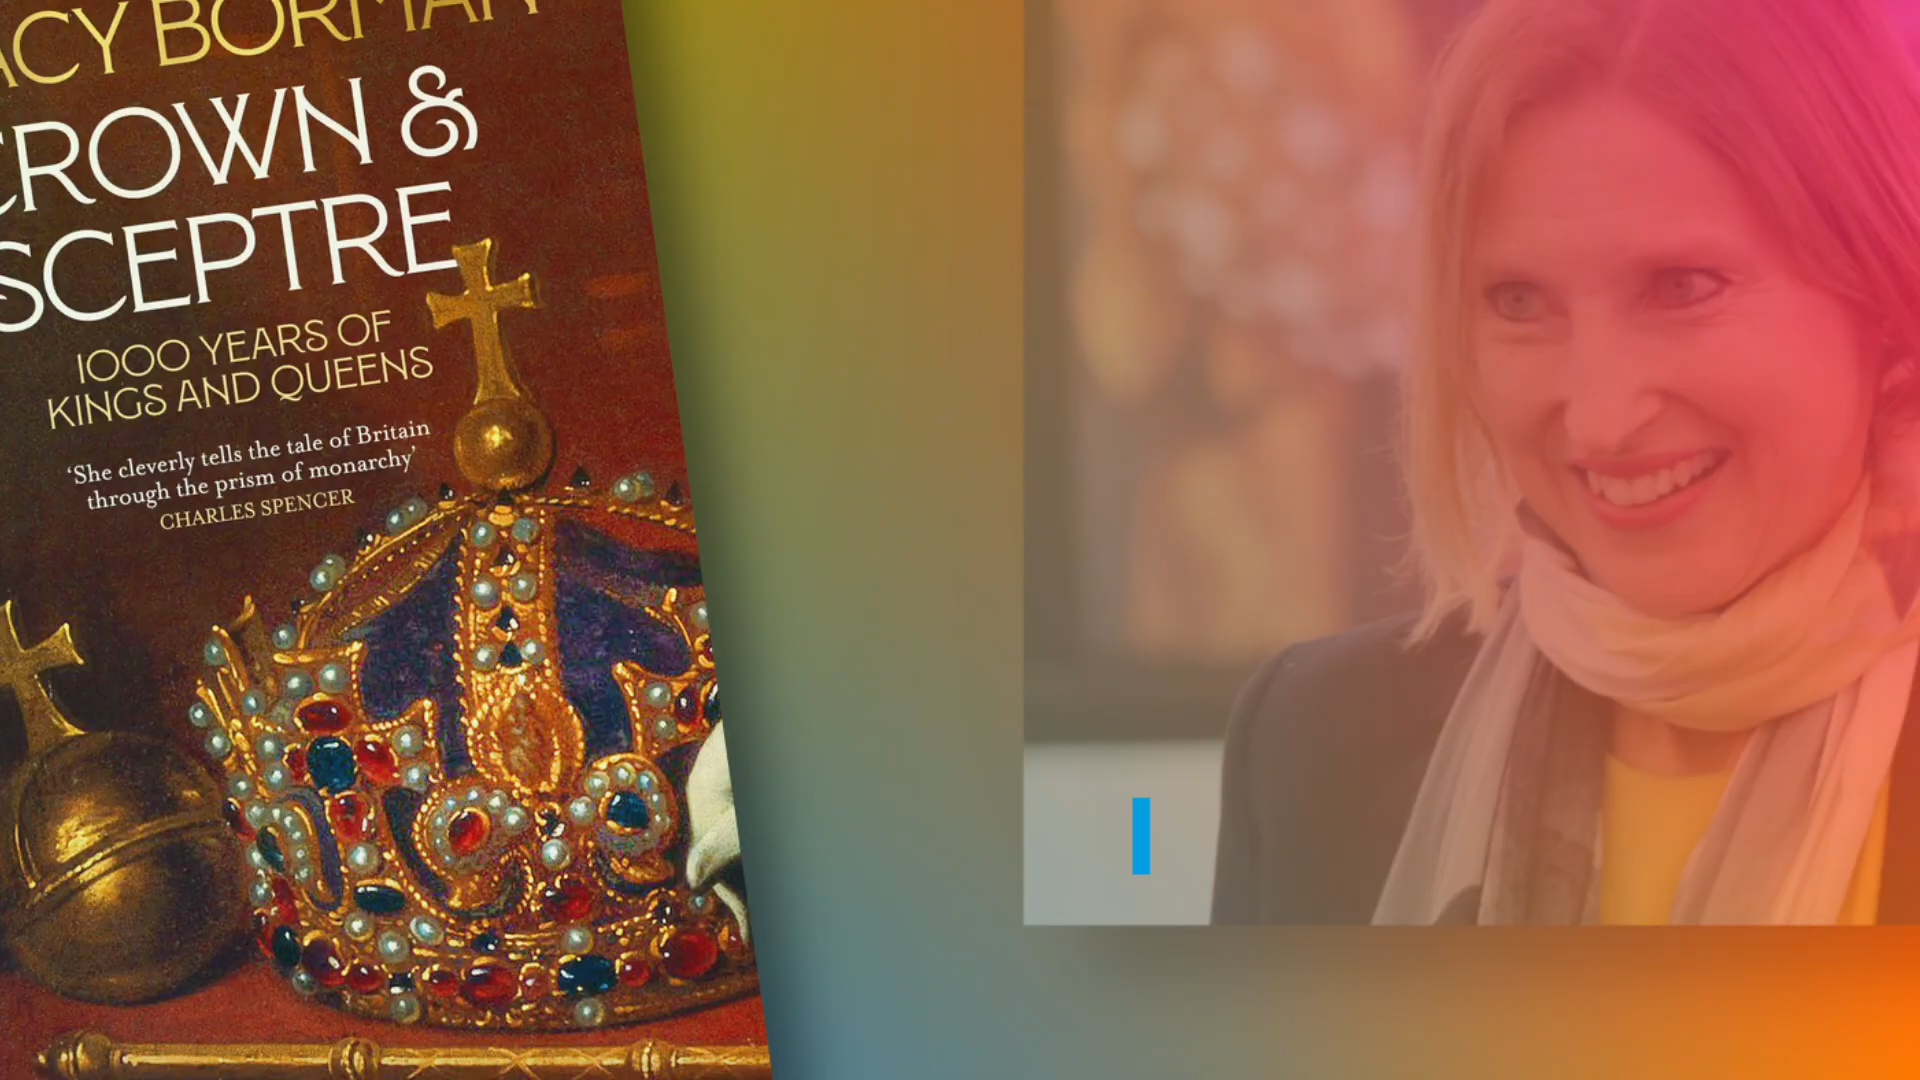 ACY BORMAN
CROWN &
SCEPTRE
1000 YEARS OF
KINGS AND QUEENS
‘She cleverly tells the tale of Britain
through the prism of monarchy’
CHARLES SPENCER